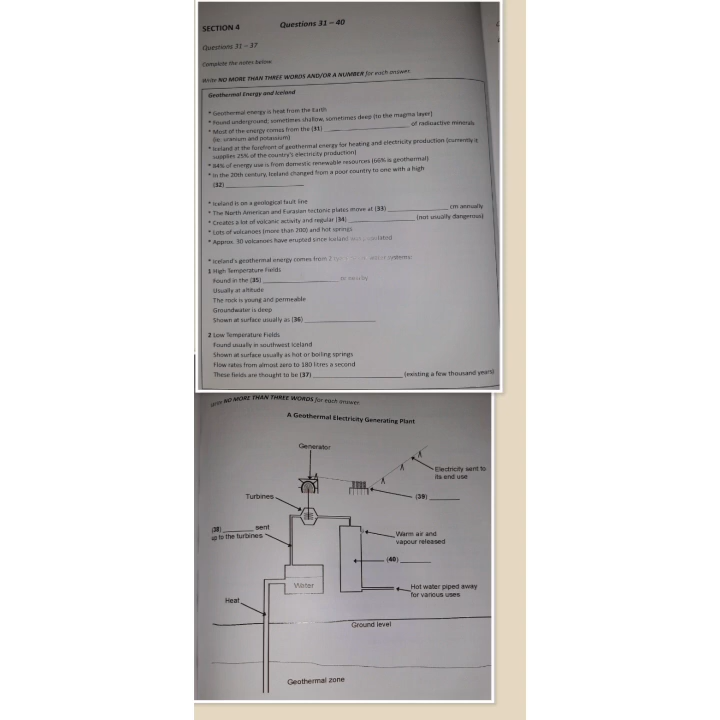 SECTION 4
Questions 31 – 40
Questions 31 – 37
Complete the notes below.
Write NO MORE THAN THREE WORDS AND/OR A NUMBER for each answer.
Geothermal Energy and Iceland
* Geothermal energy is heat from the Earth
* Found underground; sometimes shallow, sometimes deep (to the magma layer)
* Most of the energy comes from the (31) ____________ of radioactive minerals
(ie: uranium and potassium)
* Iceland at the forefront of geothermal energy for heating and electricity production (currently it
supplies 25% of the country's electricity production)
* 84% of energy use is from domestic renewable resources (66% is geothermal)
* In the 20th century, Iceland changed from a poor country to one with a high
(32) ____________
* Iceland is on a geological fault line
* The North American and Eurasian tectonic plates move at (33) ____________ cm annually
* Creates a lot of volcanic activity and regular (34) ____________ (not usually dangerous)
* Lots of volcanoes (more than 200) and hot springs
* Approx. 30 volcanoes have erupted since Iceland was populated
* Iceland's geothermal energy comes from 2 systems:
1 High Temperature Fields
Found in the (35) ____________ or nearby
Usually at altitude
The rock is young and permeable
Groundwater is deep
Shown at surface usually as (36) ____________
2 Low Temperature Fields
Found usually in southwest Iceland
Shown at surface usually as hot or boiling springs
Flow rates from almost zero to 180 litres a second
These fields are thought to be (37) ____________ (existing a few thousand years)
Write NO MORE THAN THREE WORDS for each answer.
A Geothermal Electricity Generating Plant
Generator
Electricity sent to
its end use
Turbines
(39) ______
(38) ______ sent
up to the turbines
Warm air and
vapour released
(40) ______
Water
Hot water piped away
for various uses
Heat
Ground level
Geothermal zone